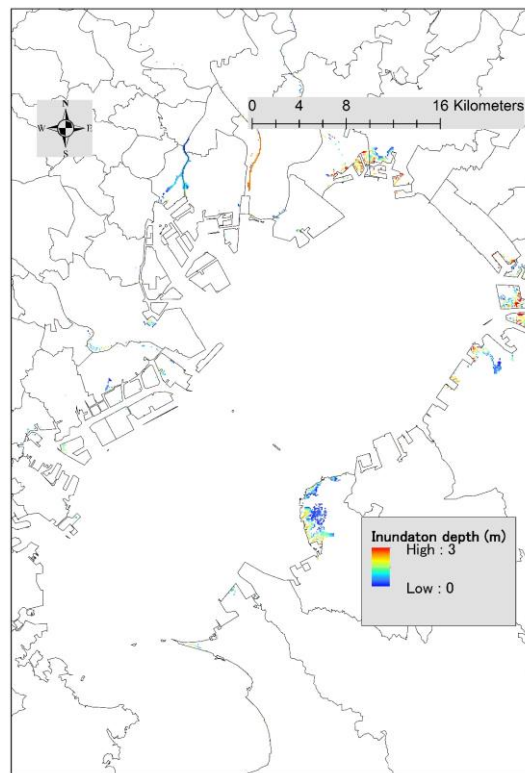 N
W E
S
0 4 8 16 Kilometers
Inundaton depth (m)
High : 3
Low : 0